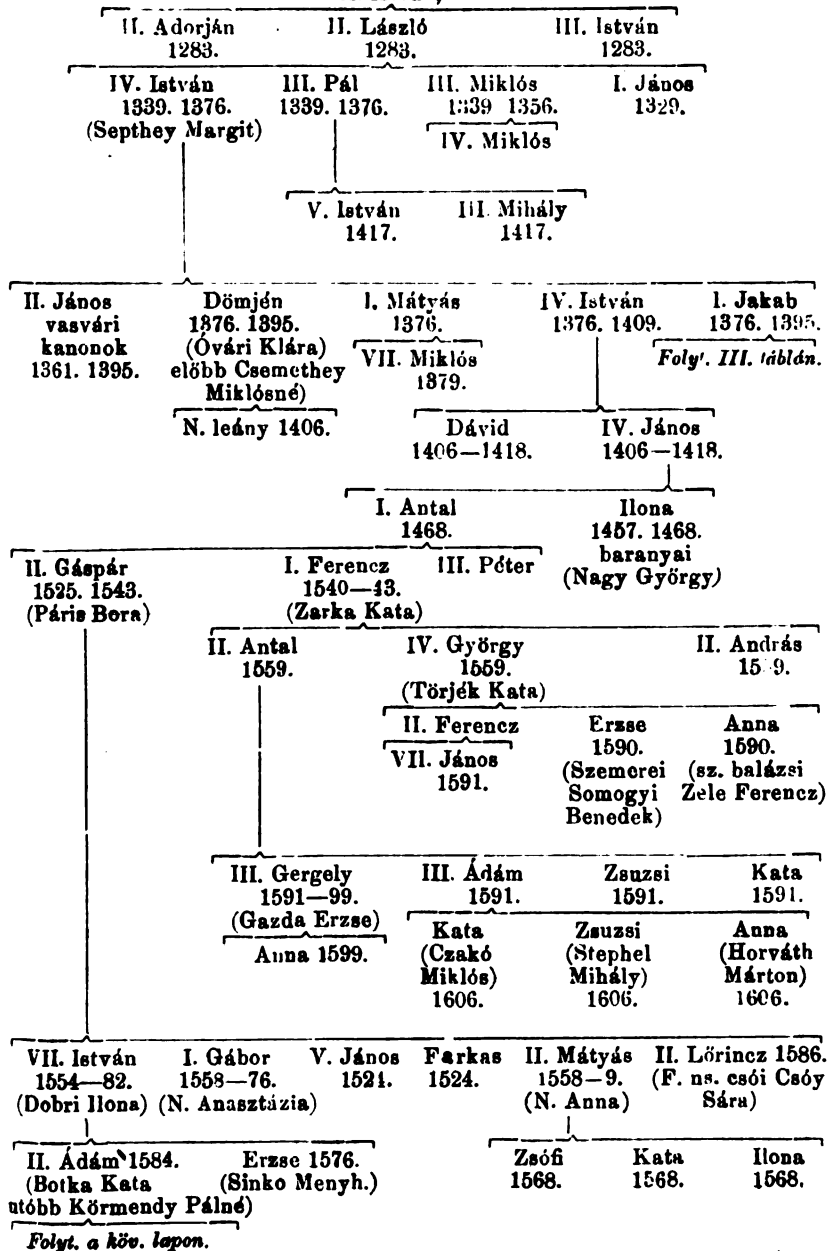 II. Adorján II. László III. István
1283. 1283. 1283.
IV. István III. Pál III. Miklós I. János
1339. 1376. 1339. 1376. 1339 1356. 1329.
(Septhey Margit) IV. Miklós
V. István III. Mihály
1417. 1417.
II. János Dömjén I. Mátyás IV. István I. Jakab
vasvári 1376. 1395. 1376. 1376. 1409. 1376. 1395.
kanonok (Óvári Klára) VII. Miklós Folyt. III. táblán.
1361. 1395. előbb Csemethey 1379.
Miklósné)
N. leány 1406. Dávid IV. János
1406—1418. 1406—1418.
I. Antal Ilona
1468. 1457. 1468.
baranyai
(Nagy György)
II. Gáspár I. Ferencz III. Péter
1525. 1543. 1540—43.
(Páris Bora) (Zarka Kata)
II. Antal IV. György II. András
1559. 1559.
(Törjék Kata)
II. Ferencz Erzse Anna
VII. János 1590. 1590.
1591. (Szemerei (sz. balázsi
Somogyi Zele Ferencz)
Benedek)
III. Gergely III. Ádám Zsuzsi Kata
1591—99. 1591. 1591. 1591.
(Gazda Erzse)
Anna 1599. Kata Zsuzsi Anna
(Czakó (Stephel (Horváth
Miklós) Mihály) Márton)
1606. 1606. 1606.
VII. István I. Gábor V. János Farkas II. Mátyás II. Lőrincz 1586.
1554—82. 1558—76. 1521. 1524. 1558—9. (F. ns. csói Csóy
(Dobri Ilona) (N. Anasztázia) (N. Anna) Sára)
II. Ádám 1584. Erzse 1576. Zsófi Kata Ilona
(Botka Kata (Sinko Menyh.) 1568. 1568. 1568.
utóbb Körmendy Pálné)
Folyt. a köv. lapon.